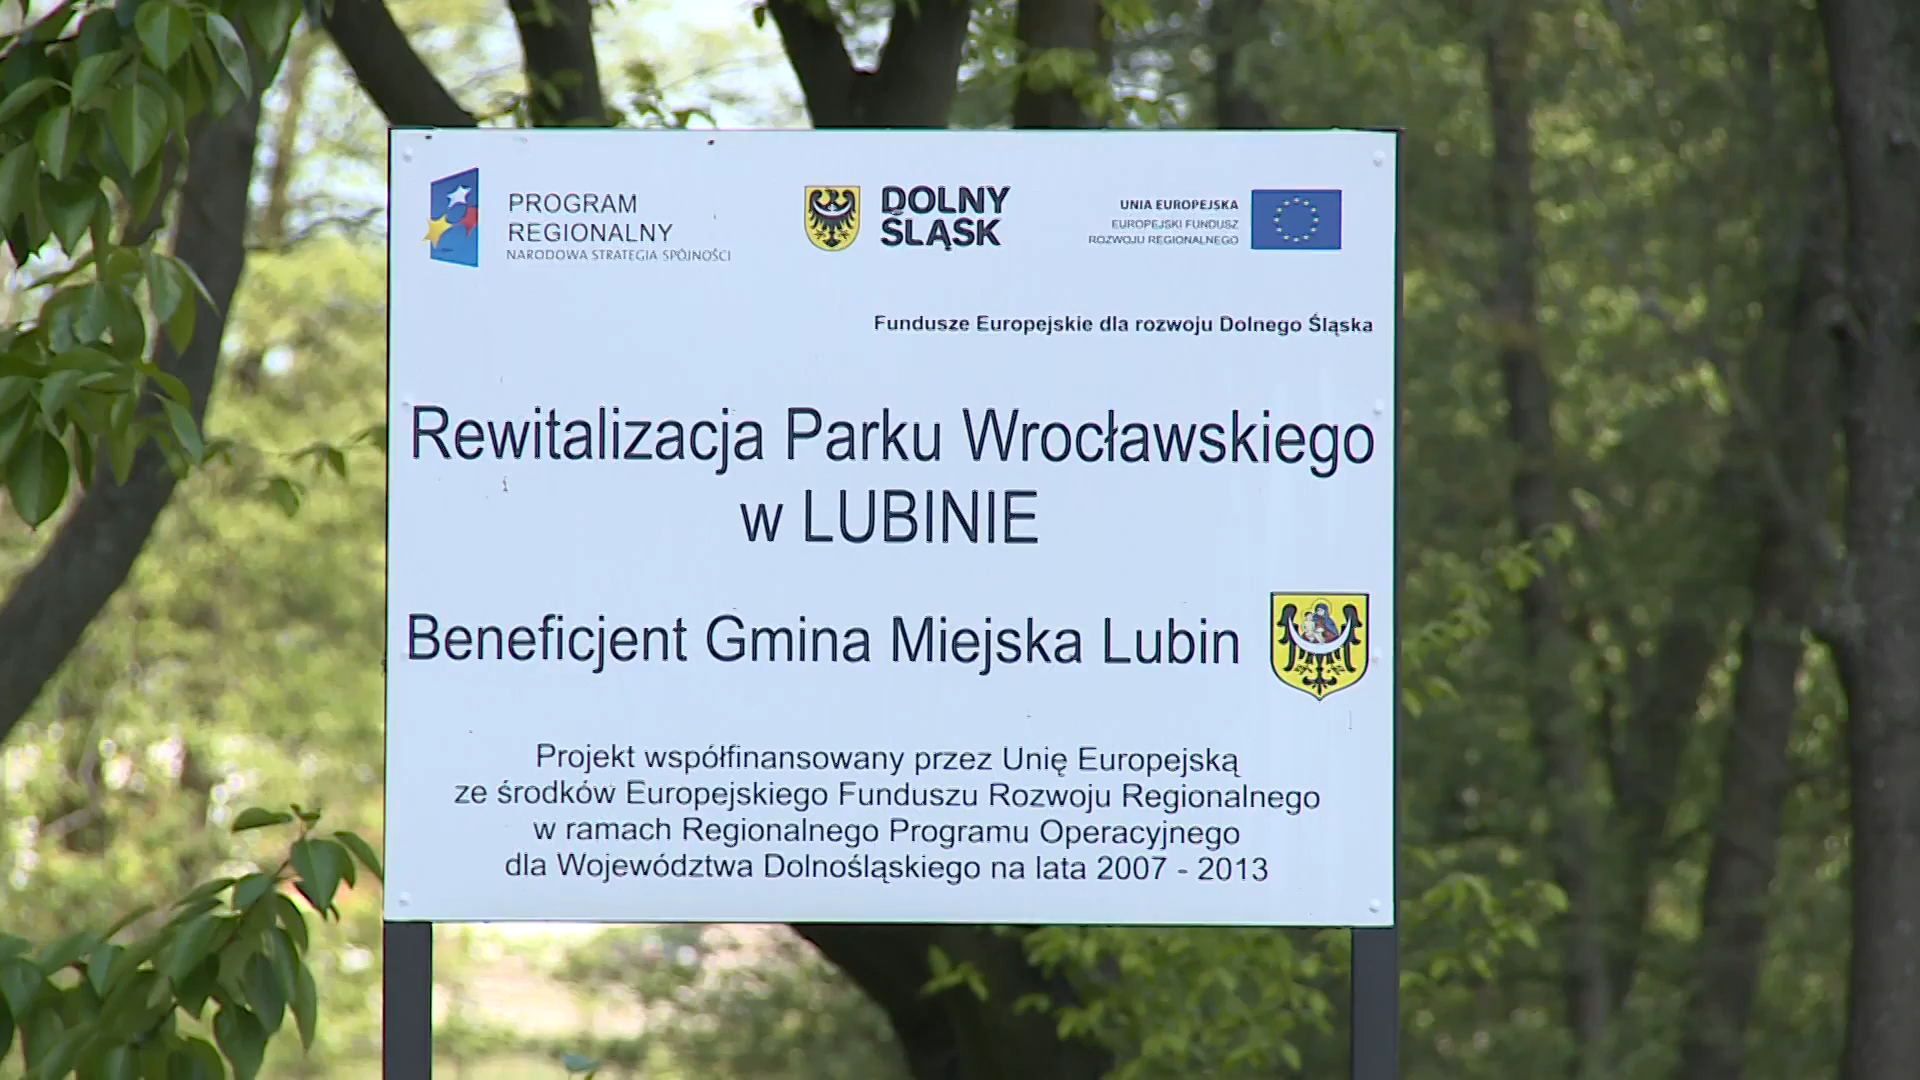 PROGRAM
REGIONALNY
NARODOWA STRATEGIA SPÓJNOŚCI
DOLNY
ŚLĄSK
UNIA EUROPEJSKA
EUROPEJSKI FUNDUSZ
ROZWOJU REGIONALNEGO
Fundusze Europejskie dla rozwoju Dolnego Śląska
Rewitalizacja Parku Wrocławskiego
w LUBINIE
Beneficjent Gmina Miejska Lubin
Projekt współfinansowany przez Unię Europejską
ze środków Europejskiego Funduszu Rozwoju Regionalnego
w ramach Regionalnego Programu Operacyjnego
dla Województwa Dolnośląskiego na lata 2007 - 2013